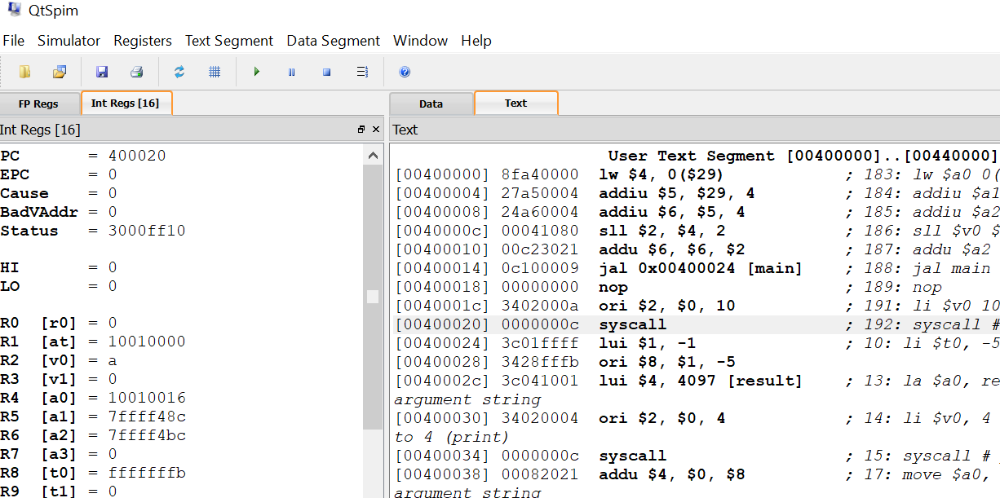 QtSpim
File Simulator Registers Text Segment Data Segment Window Help
FP Regs
Int Regs [16]
Data
Text
Int Regs [16]
PC = 400020
EPC = 0
Cause = 0
BadVAddr = 0
Status = 3000ff10
HI = 0
LO = 0
R0 [r0] = 0
R1 [at] = 10010000
R2 [v0] = a
R3 [v1] = 0
R4 [a0] = 10010016
R5 [a1] = 7ffff48c
R6 [a2] = 7ffff4bc
R7 [a3] = 0
R8 [t0] = fffffffb
R9 [t1] = 0
Text
User Text Segment [00400000]..[00440000]
[00400000] 8fa40000 lw $4, 0($29) ; 183: lw $a0 0(
[00400004] 27a50004 addiu $5, $29, 4 ; 184: addiu $a1
[00400008] 24a60004 addiu $6, $5, 4 ; 185: addiu $a2
[0040000c] 00041080 sll $2, $4, 2 ; 186: sll $v0 $
[00400010] 00c23021 addu $6, $6, $2 ; 187: addu $a2
[00400014] 0c100009 jal 0x00400024 [main] ; 188: jal main
[00400018] 00000000 nop ; 189: nop
[0040001c] 3402000a ori $2, $0, 10 ; 191: li $v0 10
[00400020] 0000000c syscall ; 192: syscall #
[00400024] 3c01ffff lui $1, -1 ; 10: li $t0, -5
[00400028] 3428fffb ori $8, $1, -5
[0040002c] 3c041001 lui $4, 4097 [result] ; 13: la $a0, re
argument string
[00400030] 34020004 ori $2, $0, 4 ; 14: li $v0, 4
to 4 (print)
[00400034] 0000000c syscall ; 15: syscall #
[00400038] 00082021 addu $4, $0, $8 ; 17: move $a0,
argument string